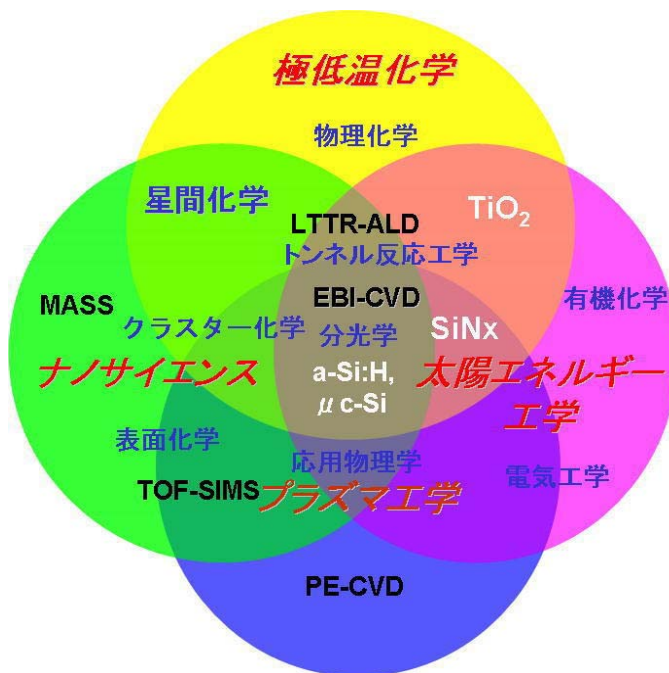 極低温化学
物理化学
星間化学
TiO2
LTTR-ALD
トンネル反応工学
有機化学
MASS
EBI-CVD
クラスター化学
分光学
SiNx
ナノサイエンス
a-Si:H,
μc-Si
太陽エネルギー
工学
表面化学
応用物理学
電気工学
TOF-SIMS
プラズマ工学
PE-CVD